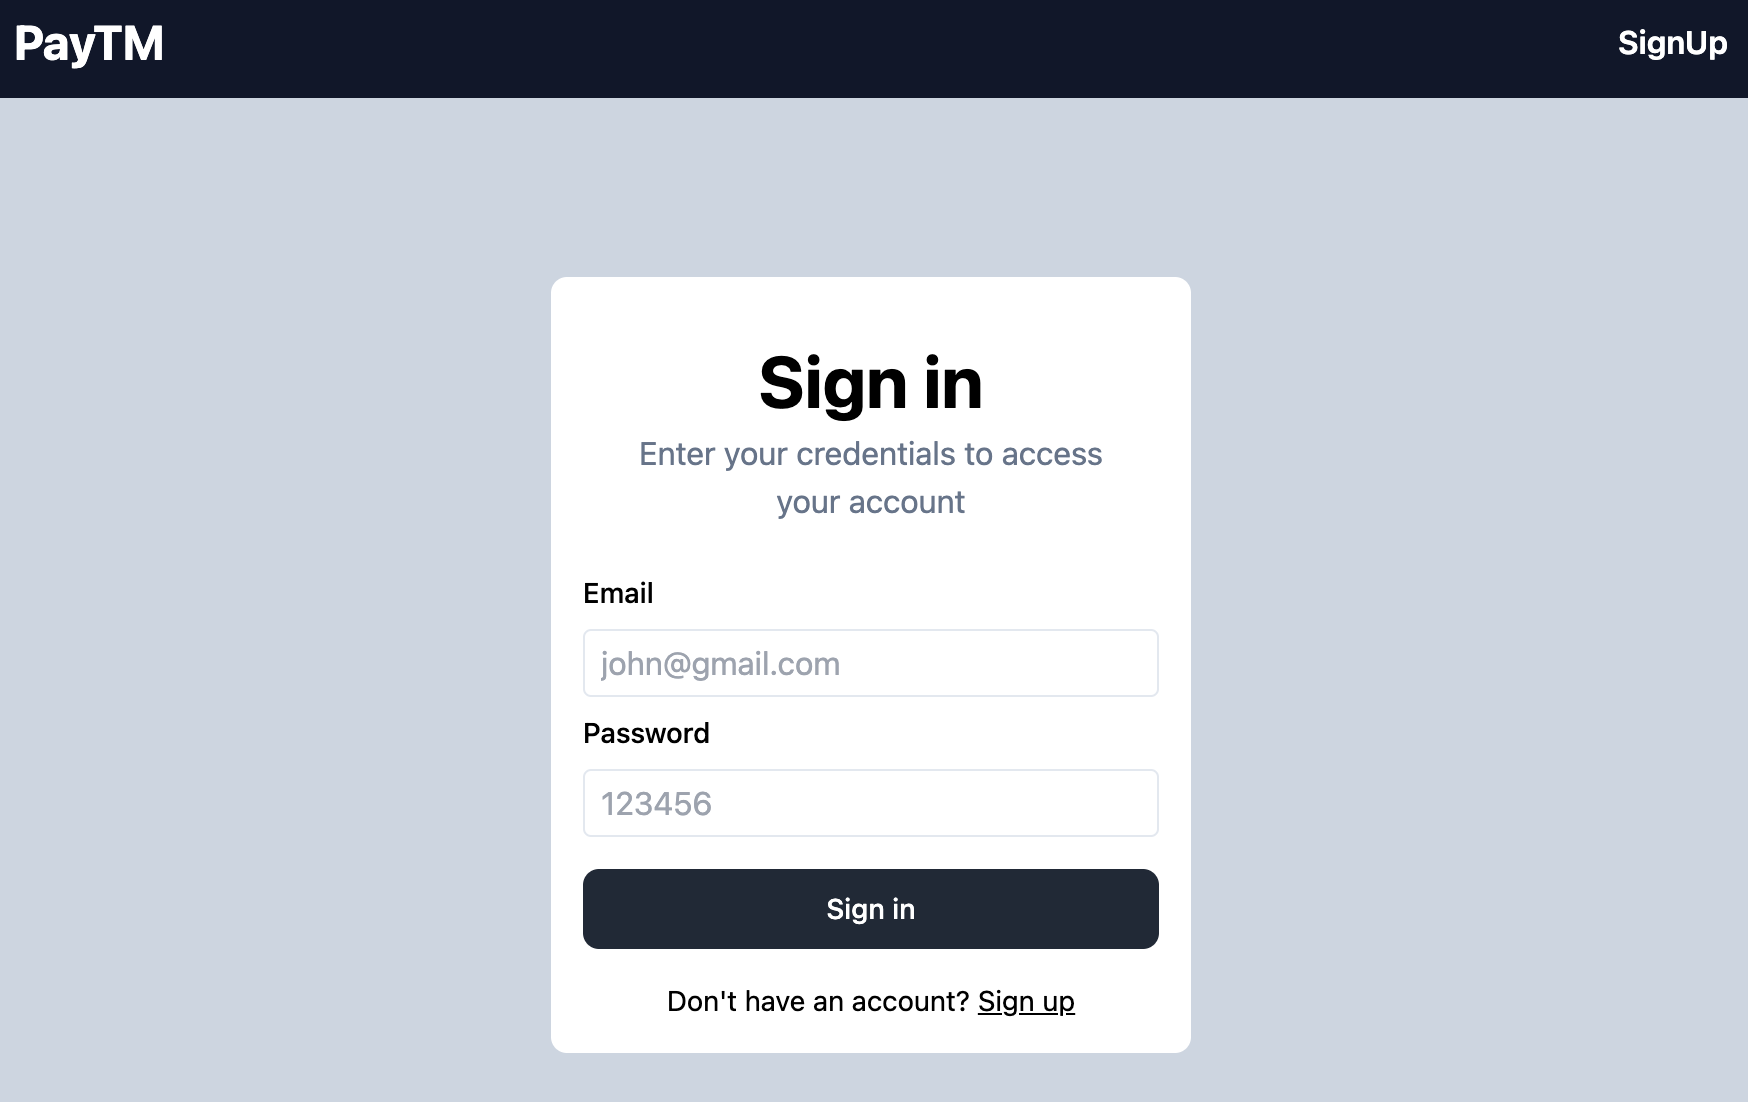 PayTM
SignUp
Sign in
Enter your credentials to access
your account
Email
john@gmail.com
Password
123456
Sign in
Don't have an account? Sign up